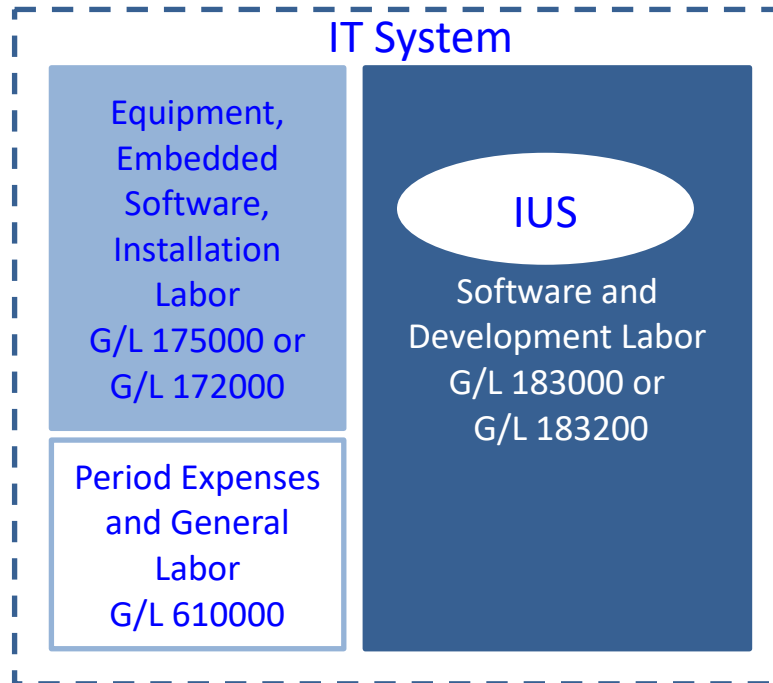 IT System
Equipment,
Embedded
Software,
Installation
Labor
G/L 175000 or
G/L 172000
Period Expenses
and General
Labor
G/L 610000
IUS
Software and
Development Labor
G/L 183000 or
G/L 183200